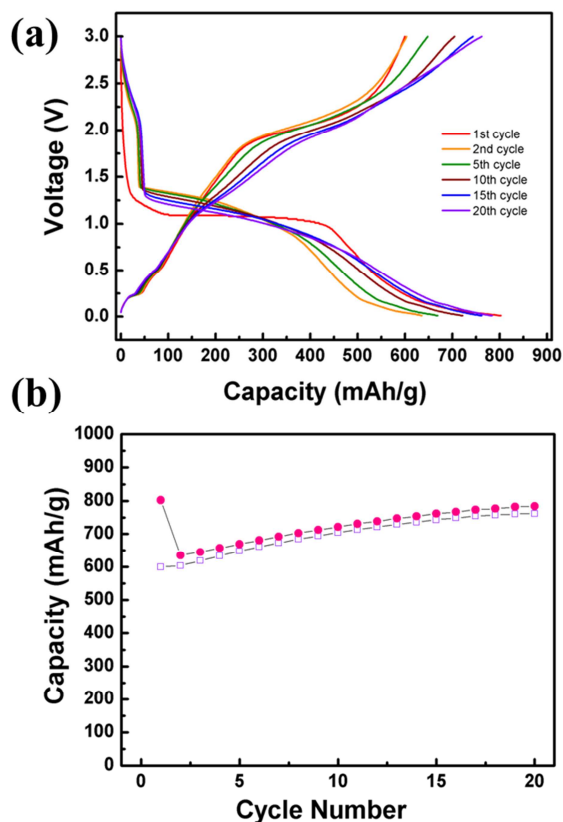 (a)
3.0
2.5
2.0
1.5
1.0
0.5
0.0
Voltage (V)
1st cycle
2nd cycle
5th cycle
10th cycle
15th cycle
20th cycle
0 100 200 300 400 500 600 700 800 900
Capacity (mAh/g)
(b)
1000
900
800
700
600
500
400
300
200
100
0
Capacity (mAh/g)
0 5 10 15 20
Cycle Number